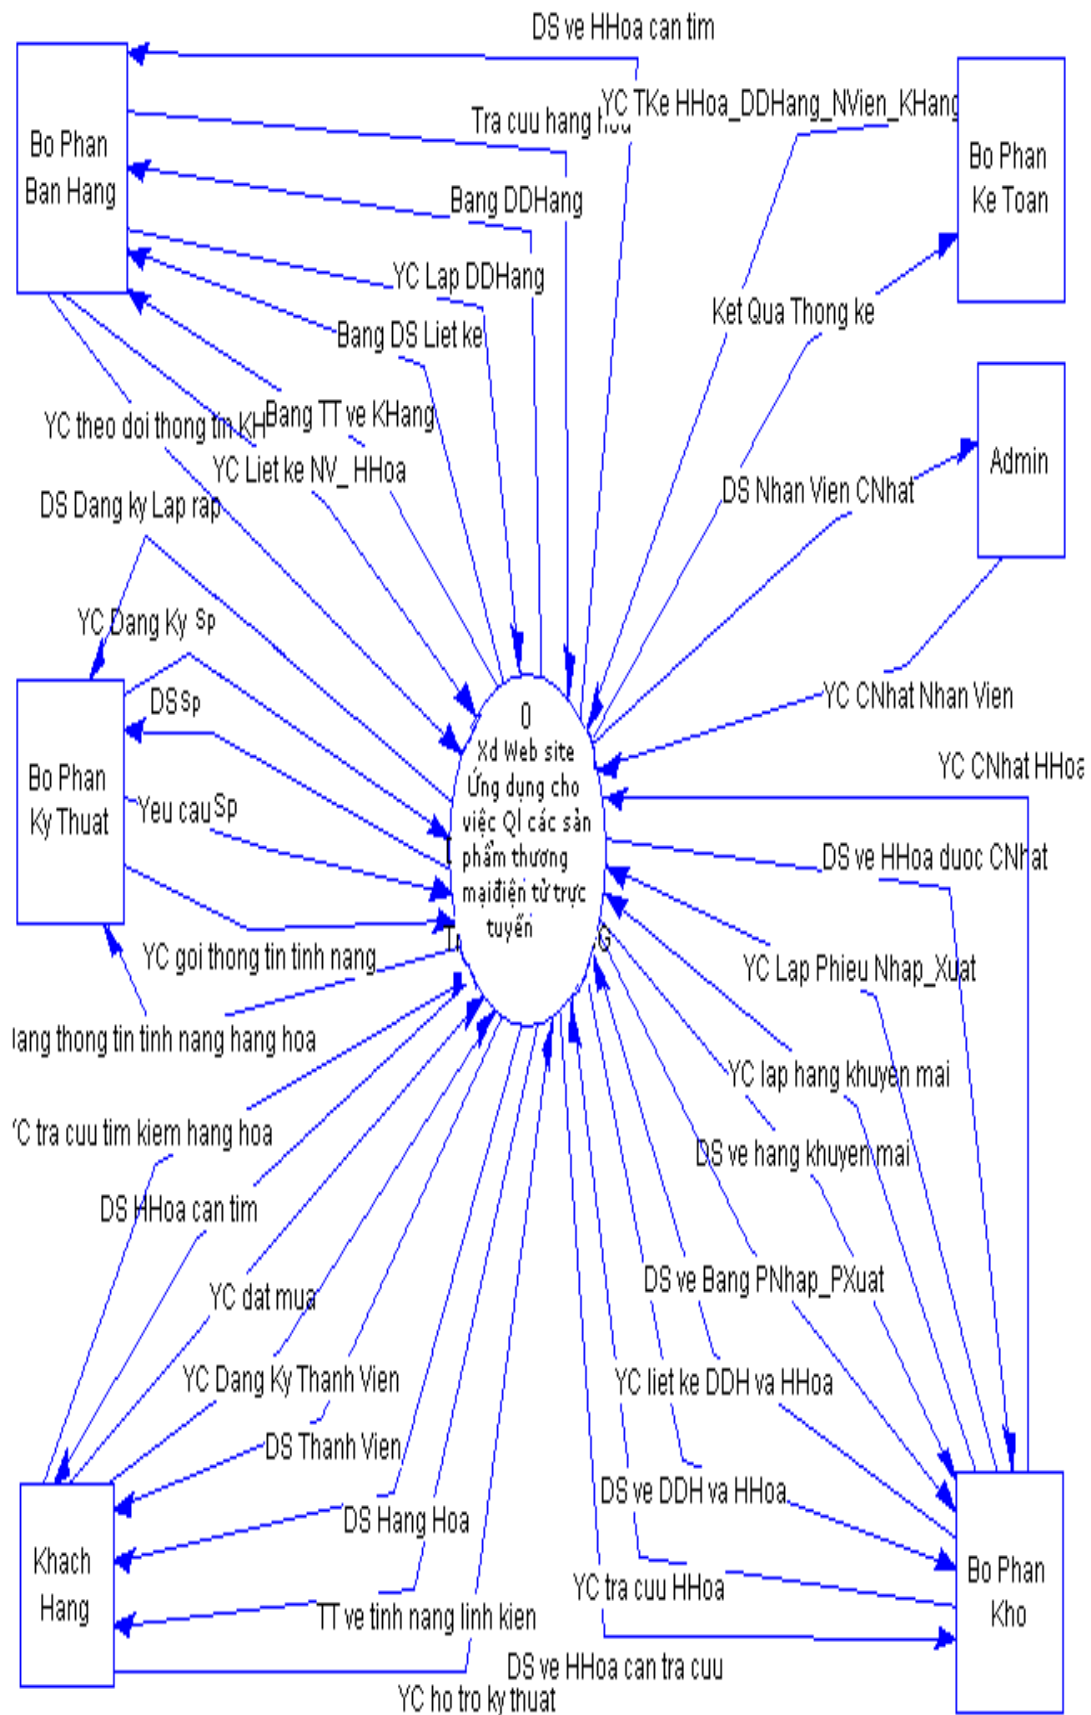 DS ve HHoa can tim
YC TKe HHoa_DDHang_NVien_KHang
Tra cuu hang hoa
Bo Phan
Ban Hang
Bo Phan
Ke Toan
Bang DDHang
YC Lap DDHang
Ket Qua Thong ke
Bang DS Liet ke
Bang TT ve KHang
YC theo doi thong tin KH
YC Liet ke NV_ HHoa
Admin
DS Nhan Vien CNhat
DS Dang ky Lap rap
YC Dang Ky Sp
DS Sp
YC CNhat Nhan Vien
0
Xd Web site
Ứng dụng cho
việc Ql các sản
phẩm thương
mạiđiện tử trực
tuyến
Bo Phan
Ky Thuat
Yeu cau Sp
YC CNhat HHoa
DS ve HHoa duoc CNhat
YC goi thong tin tinh nang
YC Lap Phieu Nhap_Xuat
lang thong tin tinh nang hang hoa
YC lap hang khuyen mai
YC tra cuu tim kiem hang hoa
DS ve hang khuyen mai
DS HHoa can tim
YC dat mua
DS ve Bang PNhap_PXuat
YC Dang Ky Thanh Vien
YC liet ke DDH va HHoa
DS Thanh Vien
DS ve DDH va HHoa
DS Hang Hoa
Khach
Hang
YC tra cuu HHoa
Bo Phan
Kho
TT ve tinh nang linh kien
DS ve HHoa can tra cuu
YC ho tro ky thuat